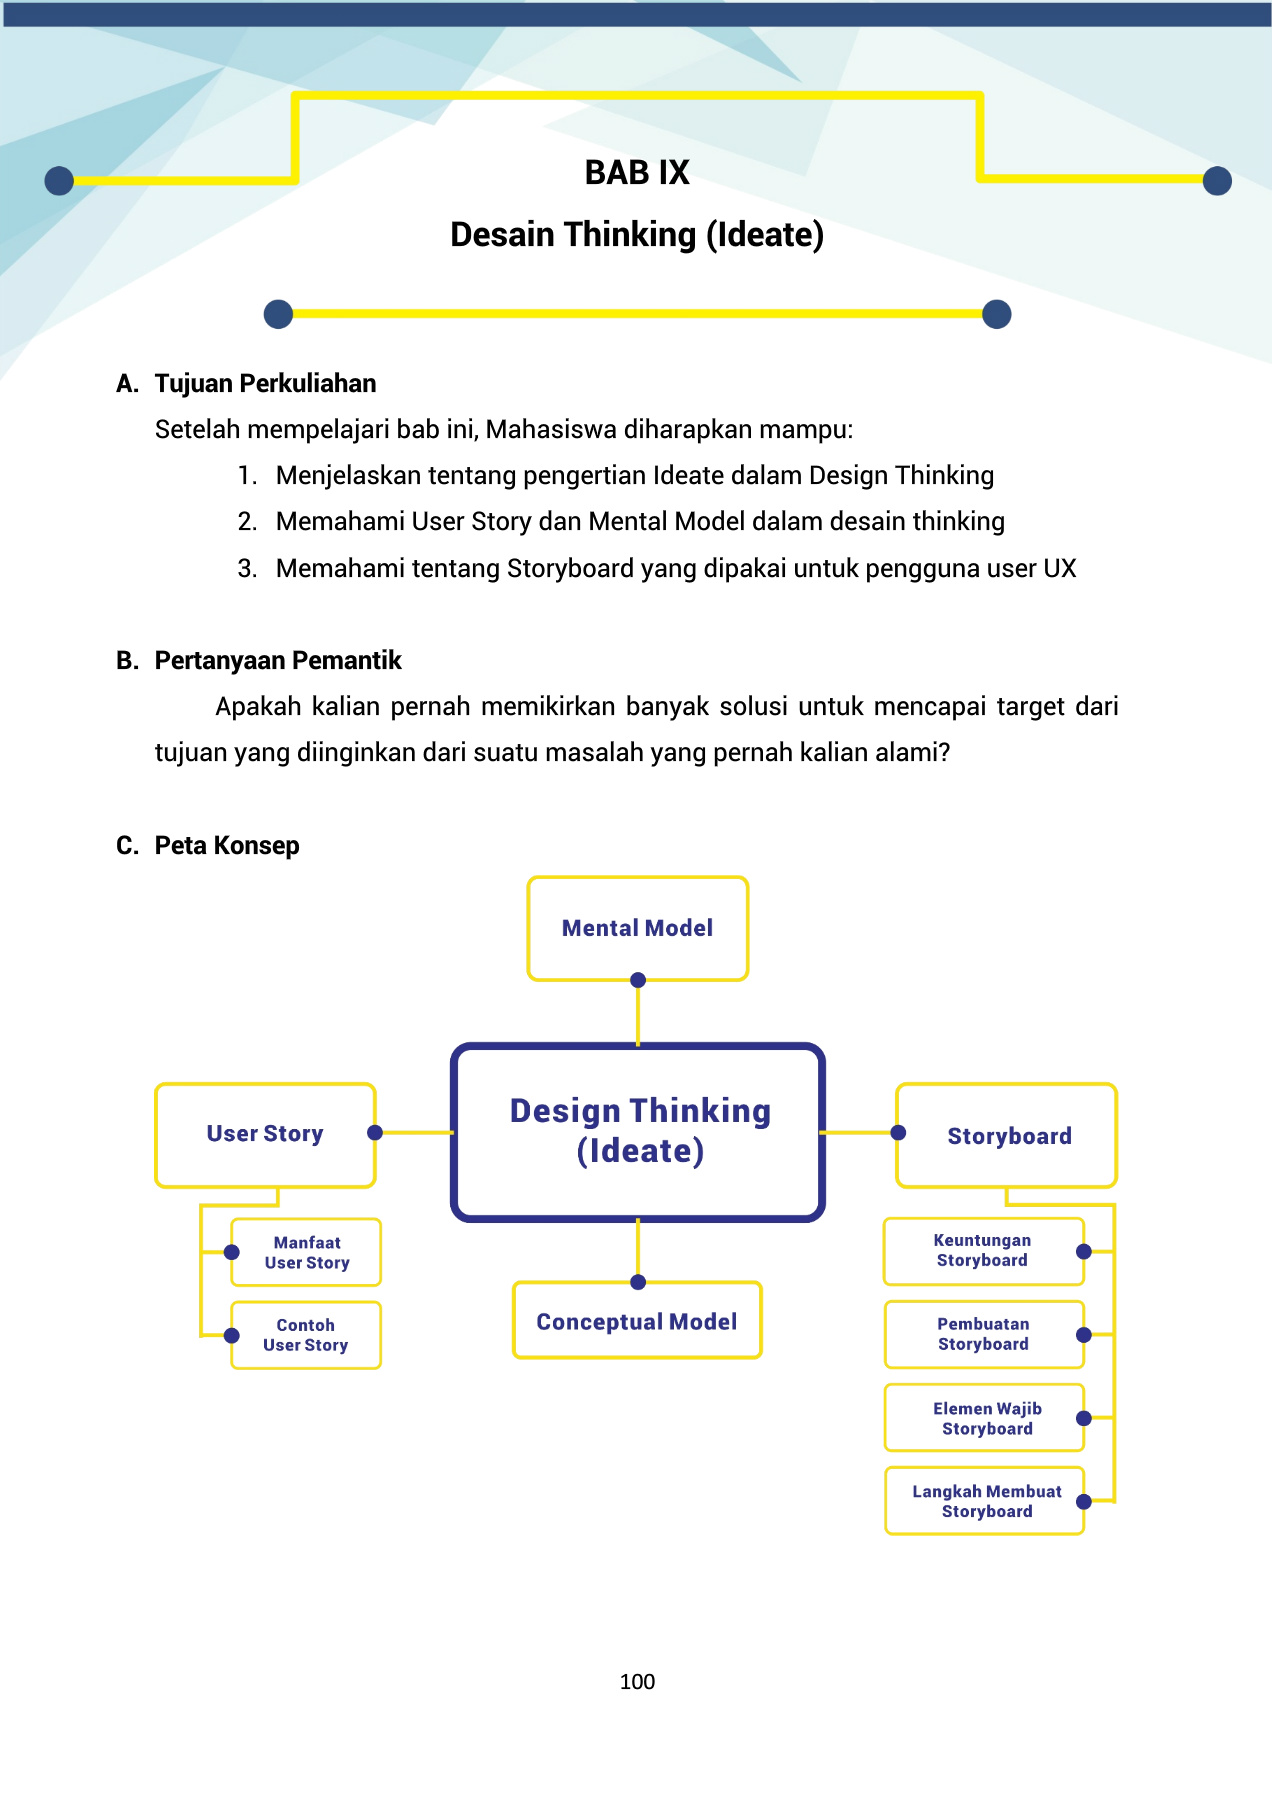 BAB IX
Desain Thinking (Ideate)
A. Tujuan Perkuliahan
Setelah mempelajari bab ini, Mahasiswa diharapkan mampu:
1. Menjelaskan tentang pengertian Ideate dalam Design Thinking
2. Memahami User Story dan Mental Model dalam desain thinking
3. Memahami tentang Storyboard yang dipakai untuk pengguna user UX
B. Pertanyaan Pemantik
Apakah kalian pernah memikirkan banyak solusi untuk mencapai target dari
tujuan yang diinginkan dari suatu masalah yang pernah kalian alami?
C. Peta Konsep
Mental Model
Design Thinking
(Ideate)
User Story
Manfaat
User Story
Contoh
User Story
Conceptual Model
Storyboard
Keuntungan
Storyboard
Pembuatan
Storyboard
Elemen Wajib
Storyboard
Langkah Membuat
Storyboard
100